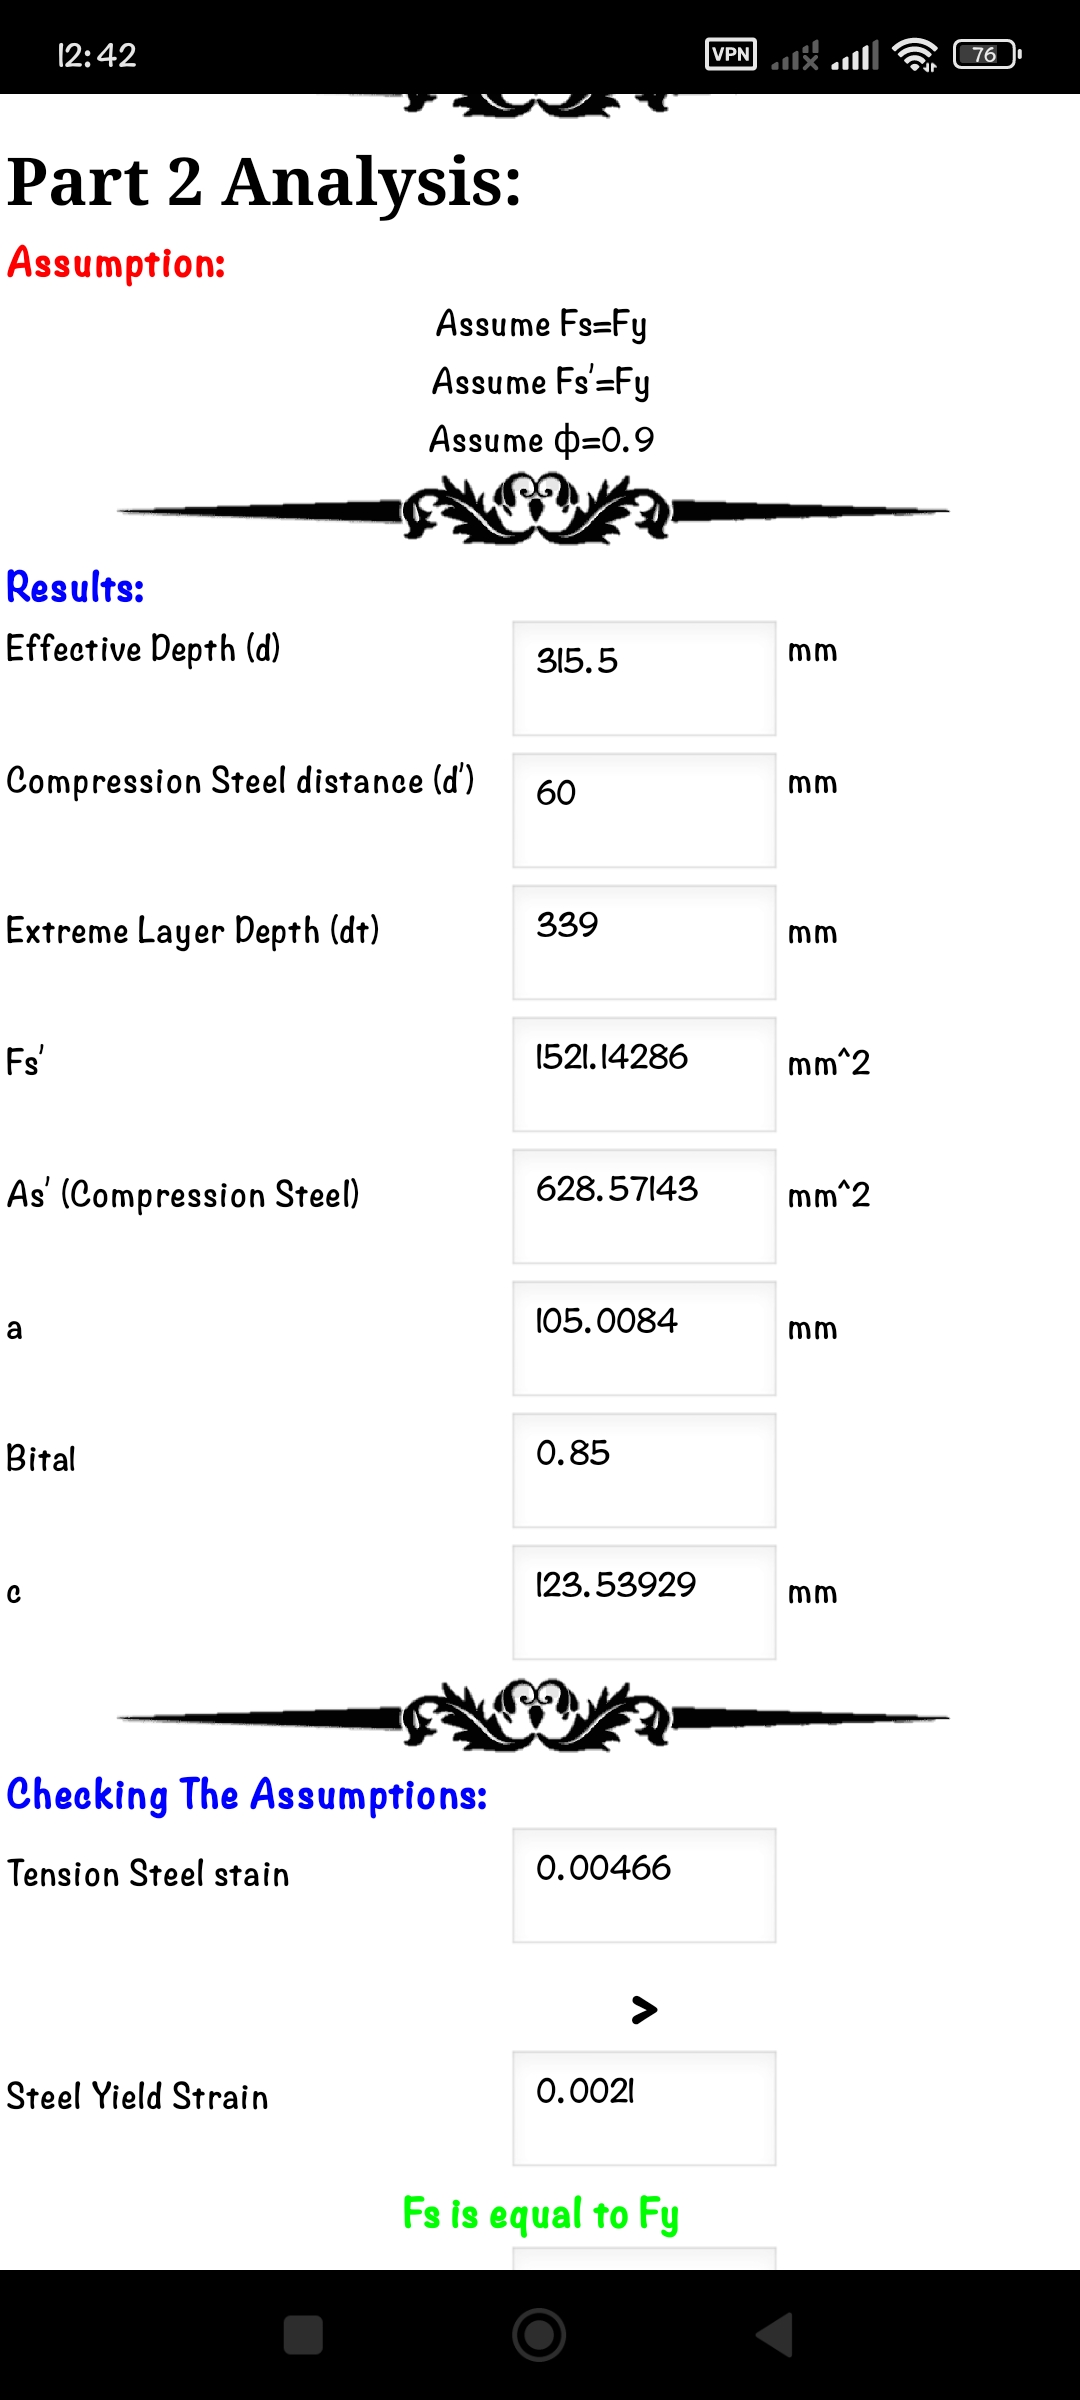 12:42 VPN 76
Part 2 Analysis:
Assumption:
Assume Fs=Fy
Assume Fs'=Fy
Assume ф=0.9
Results:
Effective Depth (d) 315.5 mm
Compression Steel distance (d') 60 mm
Extreme Layer Depth (dt) 339 mm
Fs' 1521.14286 mm^2
As' (Compression Steel) 628.57143 mm^2
a 105.0084 mm
Bital 0.85
c 123.53929 mm
Checking The Assumptions:
Tension Steel stain 0.00466
>
Steel Yield Strain 0.0021
Fs is equal to Fy